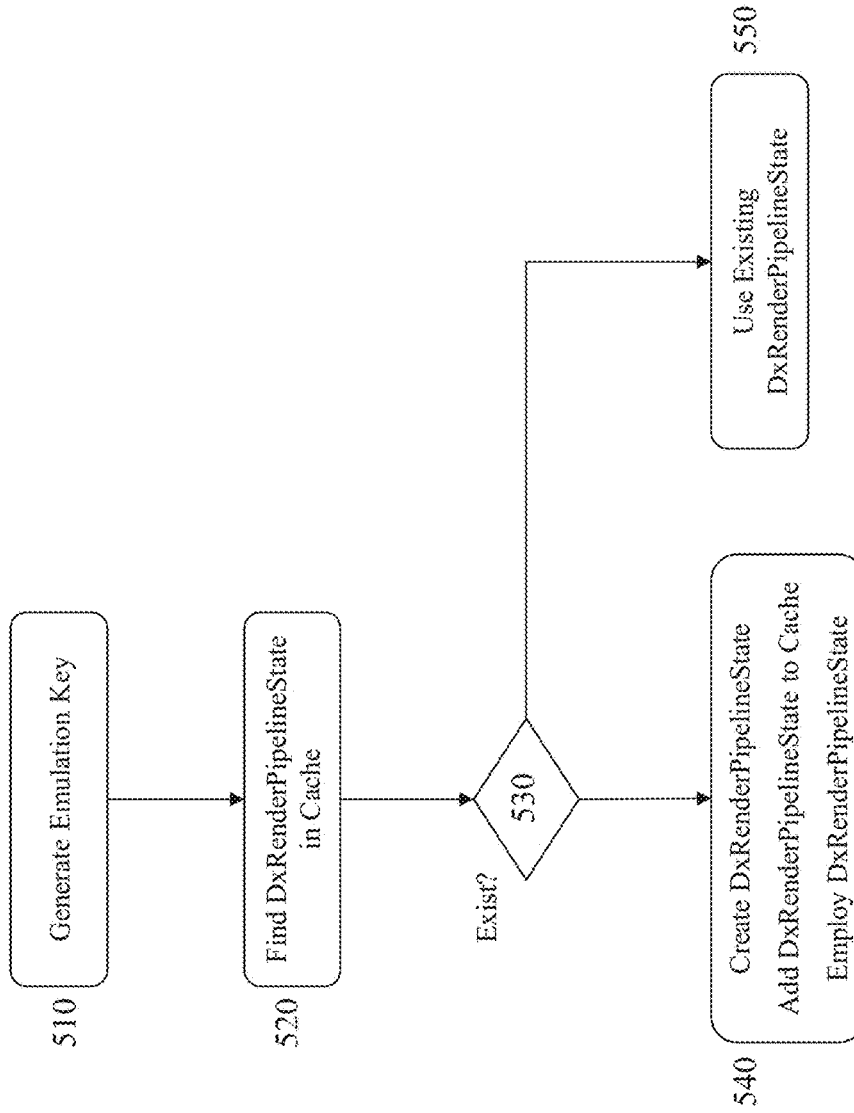 510
Generate Emulation Key
520
Find DxRenderPipelineState
in Cache
Exist?
530
540
Create DxRenderPipelineState
Add DxRenderPipelineState to Cache
Employ DxRenderPipelineState
Use Existing
DxRenderPipelineState
550